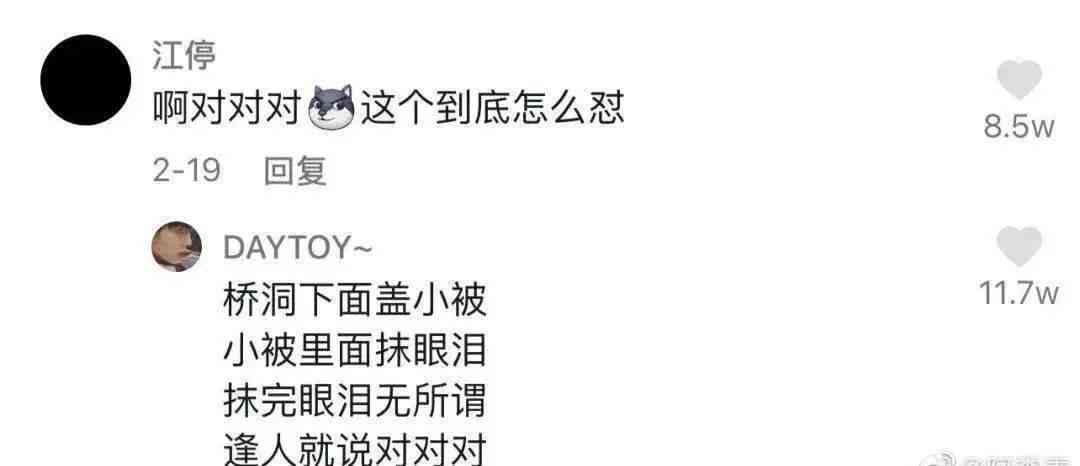 江停
啊对对对这个到底怎么怼
8.5w
2-19 回复
DAYTOY~
桥洞下面盖小被
11.7w
小被里面抹眼泪
抹完眼泪无所谓
逢人就说对对对